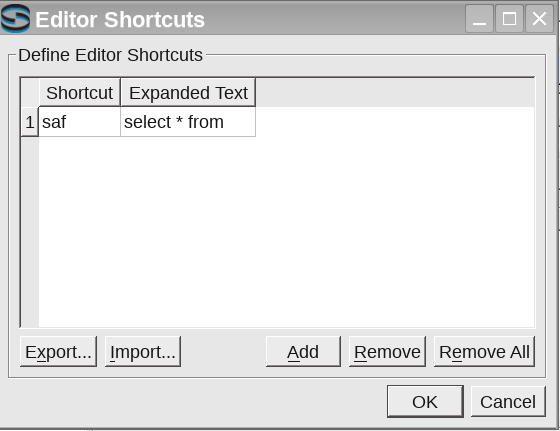 Editor Shortcuts
Define Editor Shortcuts
Shortcut Expanded Text
1 saf select * from
Export... Import... Add Remove Remove All
OK Cancel